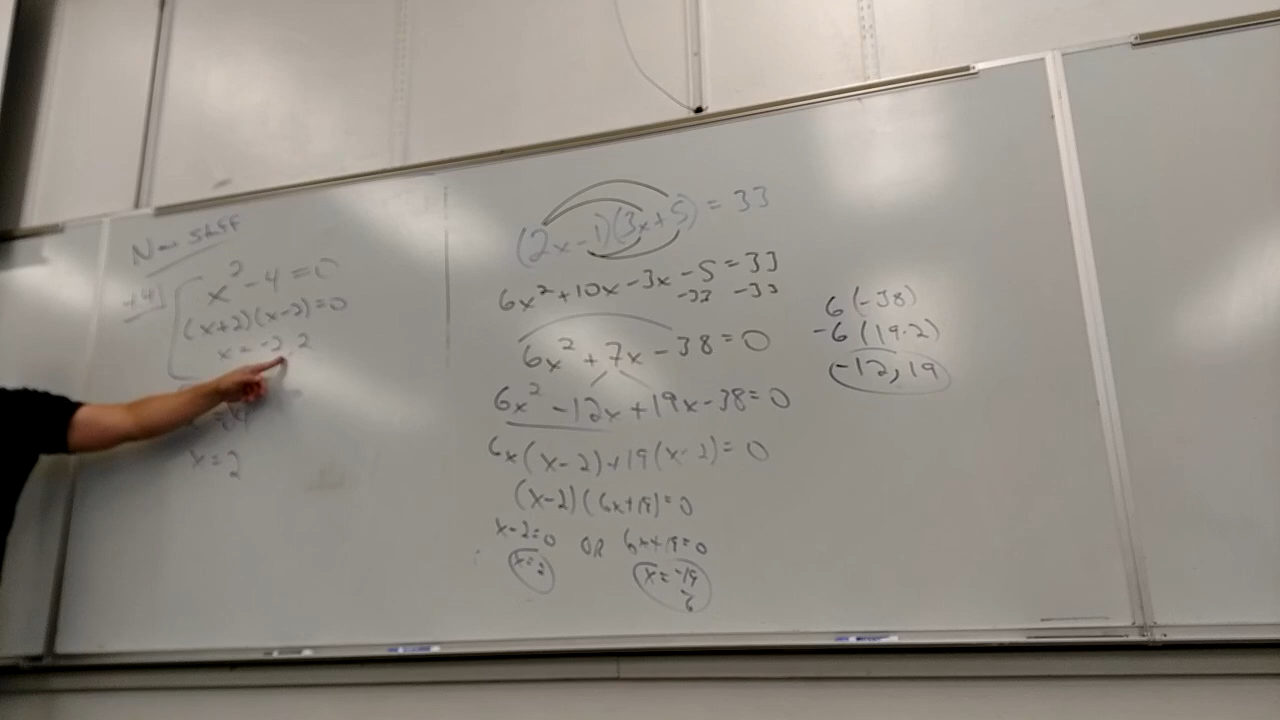 New Stuff
x² - 4 = 0
(x+2)(x-2)=0
x = -2, 2
x = 2
(2x-1)(3x+5) = 33
6x²+10x-3x-5=33
-33 -33
6x²+7x-38=0
6x²-12x+19x-38=0
6x(x-2)+19(x-2)=0
(x-2)(6x+19)=0
x-2=0 OR 6x+19=0
x=2 x=-19
6
6(-38)
-6(19·2)
-12,19